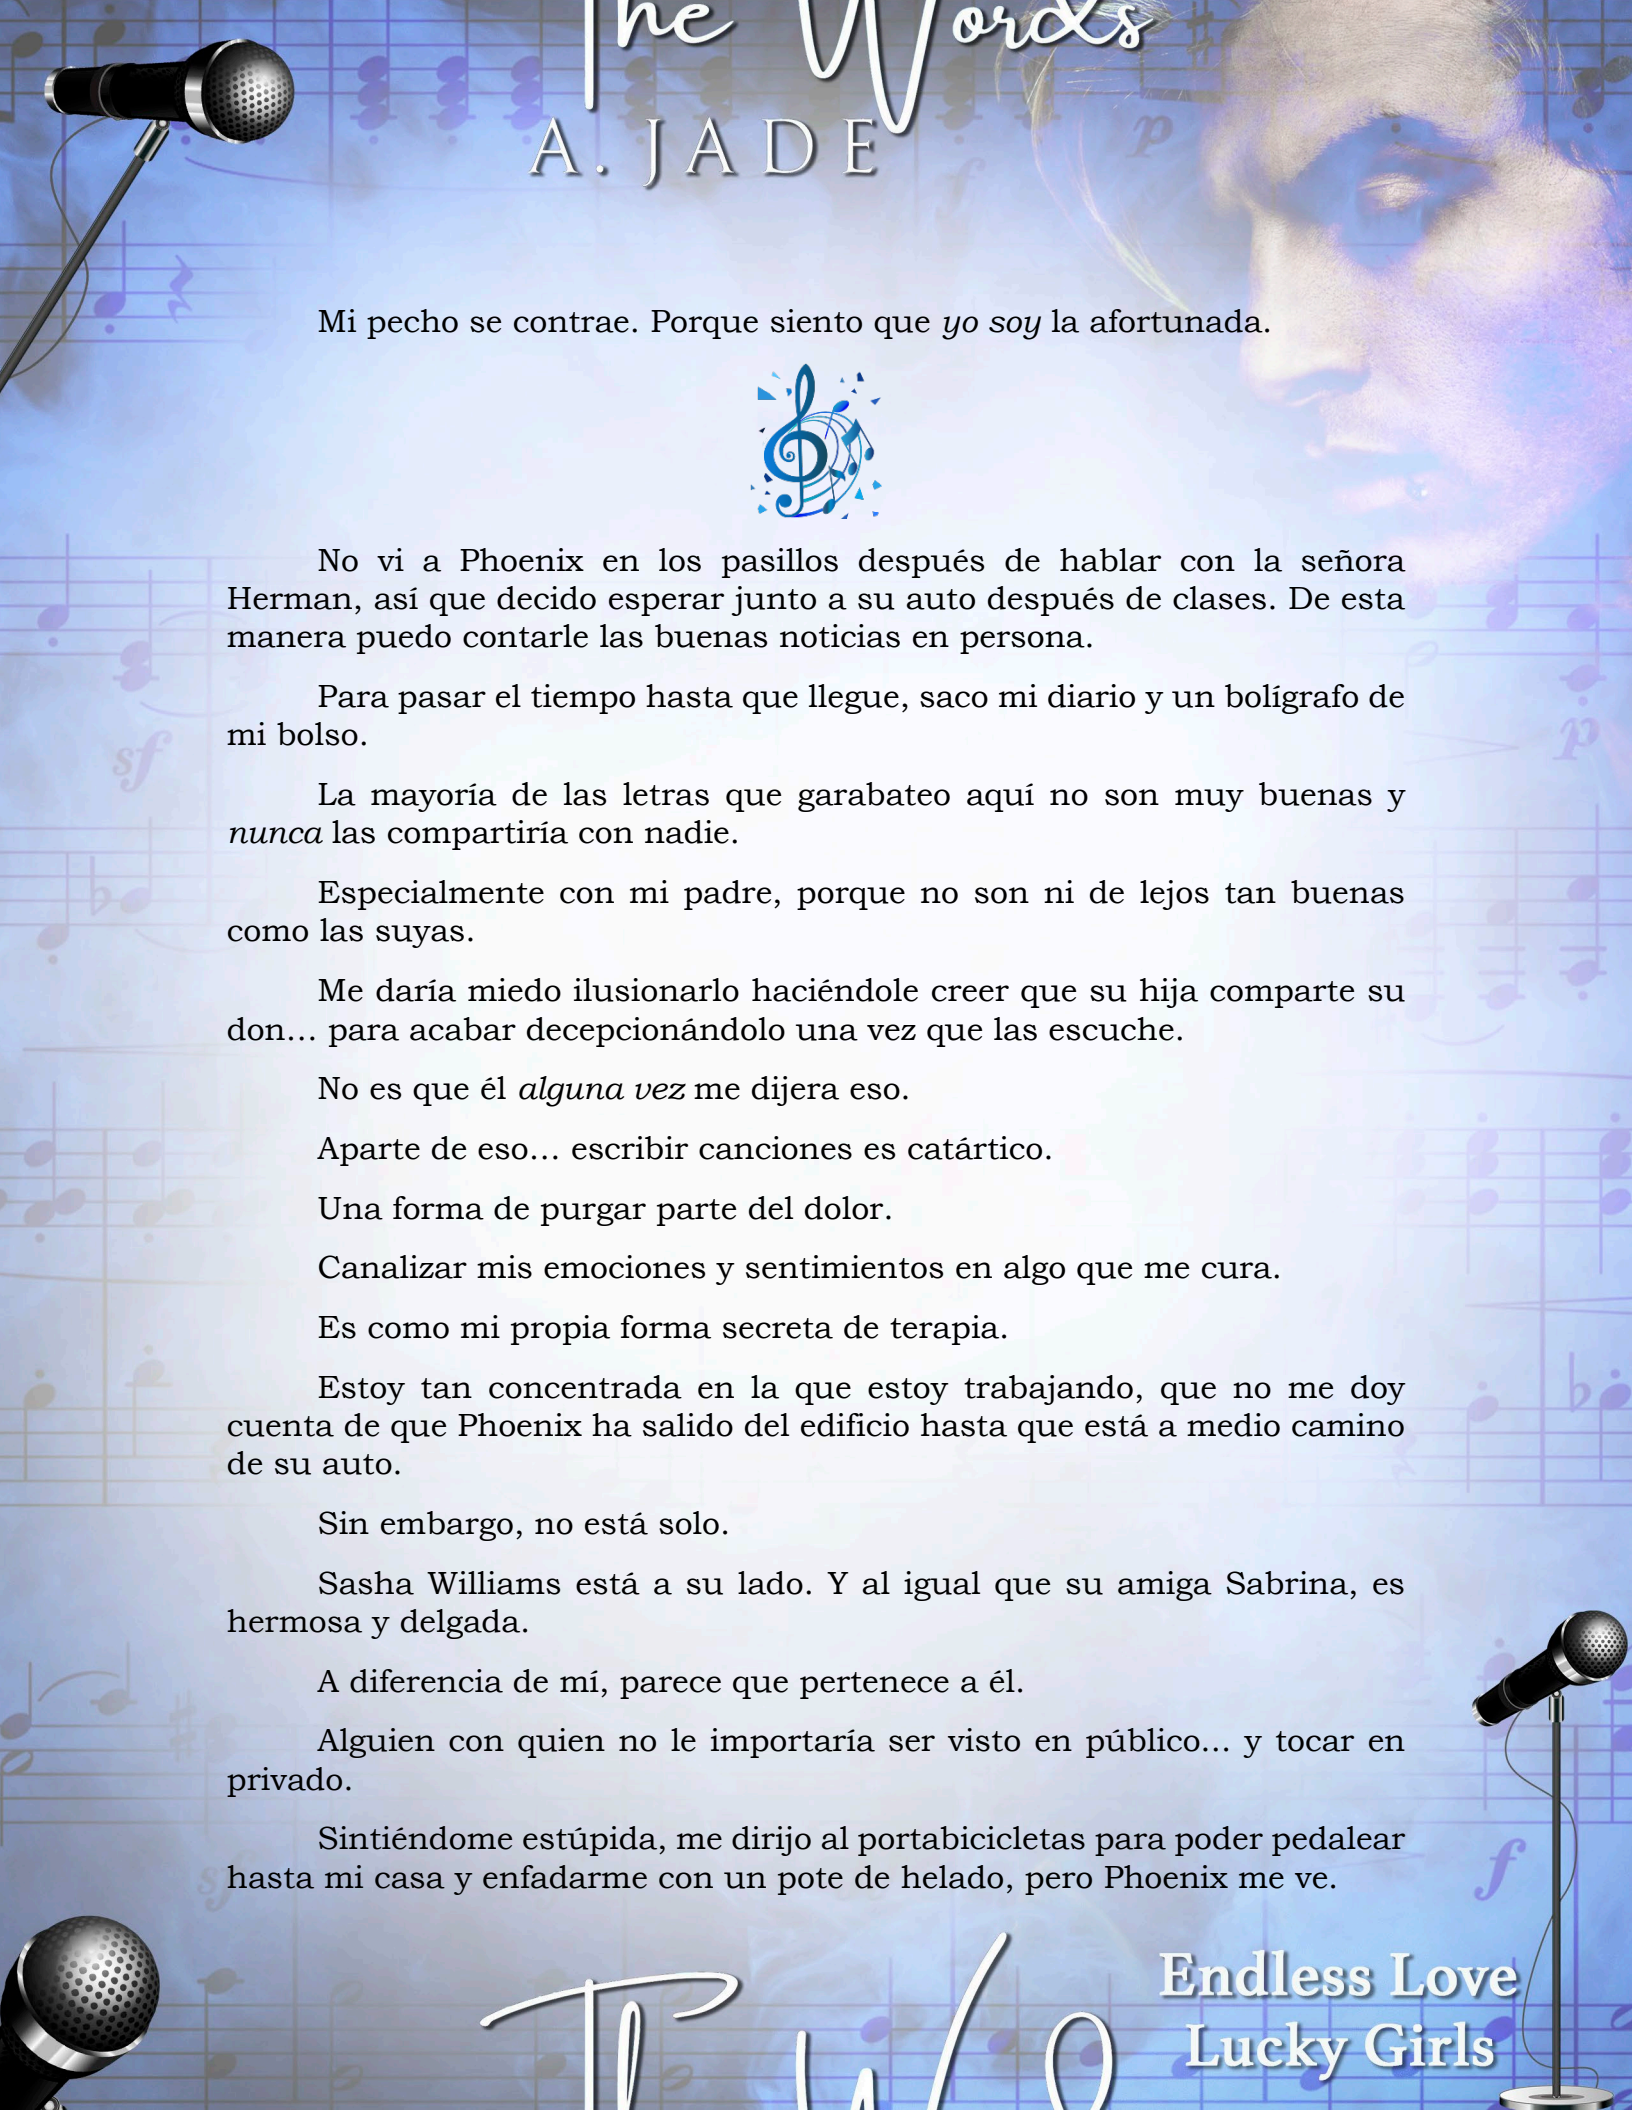 The Words
A. JADE
Mi pecho se contrae. Porque siento que yo soy la afortunada.
No vi a Phoenix en los pasillos después de hablar con la señora
Herman, así que decido esperar junto a su auto después de clases. De esta
manera puedo contarle las buenas noticias en persona.
Para pasar el tiempo hasta que llegue, saco mi diario y un bolígrafo de
mi bolso.
La mayoría de las letras que garabateo aquí no son muy buenas y
nunca las compartiría con nadie.
Especialmente con mi padre, porque no son ni de lejos tan buenas
como las suyas.
Me daría miedo ilusionarlo haciéndole creer que su hija comparte su
don... para acabar decepcionándolo una vez que las escuche.
No es que él alguna vez me dijera eso.
Aparte de eso... escribir canciones es catártico.
Una forma de purgar parte del dolor.
Canalizar mis emociones y sentimientos en algo que me cura.
Es como mi propia forma secreta de terapia.
Estoy tan concentrada en la que estoy trabajando, que no me doy
cuenta de que Phoenix ha salido del edificio hasta que está a medio camino
de su auto.
Sin embargo, no está solo.
Sasha Williams está a su lado. Y al igual que su amiga Sabrina, es
hermosa y delgada.
A diferencia de mí, parece que pertenece a él.
Alguien con quien no le importaría ser visto en público... y tocar en
privado.
Sintiéndome estúpida, me dirijo al portabicicletas para poder pedalear
hasta mi casa y enfadarme con un pote de helado, pero Phoenix me ve.
Endless Love
Lucky Girls